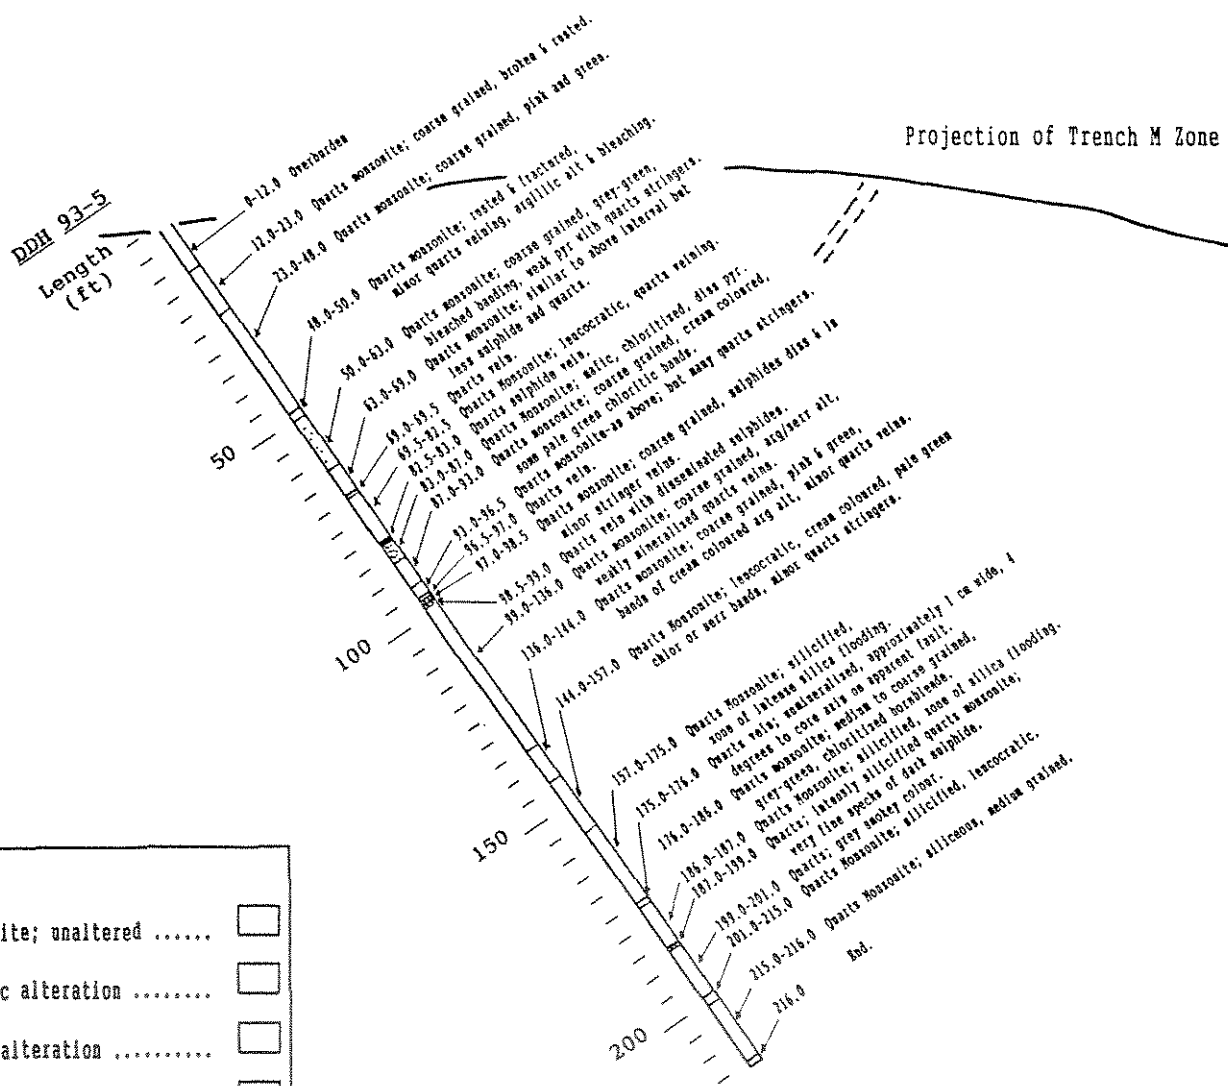 Projection of Trench M Zone
DDH 93-5
Length
(ft)
0-12.0 Overburden
12.0-23.0 Quartz monzonite; coarse grained, broken & rusted.
23.0-48.0 Quartz monzonite; coarse grained, pink and green.
48.0-50.0 Quartz monzonite; rusted & fractured,
minor quartz veining, argillic alt & bleaching.
50.0-63.0 Quartz monzonite; coarse grained, grey-green,
bleached banding, weak pyr with quartz stringers.
63.0-69.0 Quartz monzonite; similar to above interval but
less sulphide and quartz.
69.0-69.5 Quartz vein.
69.5-82.5 Quartz Monzonite; leucocratic, quartz veining.
82.5-83.0 Quartz sulphide vein,
83.0-87.0 Quartz Monzonite; mafic, chloritized, diss pyr.
87.0-93.0 Quartz monzonite; coarse grained, cream coloured,
some pale green chloritic bands.
93.0-96.5 Quartz monzonite-as above; but many quartz stringers.
96.5-97.0 Quartz vein.
97.0-98.5 Quartz monzonite; coarse grained, sulphides diss & in
minor stringer veins.
98.5-99.0 Quartz vein with disseminated sulphides.
99.0-136.0 Quartz monzonite; coarse grained, arg/serr alt,
weakly mineralized quartz veins.
136.0-144.0 Quartz monzonite; coarse grained, pink & green,
bands of cream coloured arg alt, minor quartz veins.
144.0-157.0 Quartz Monzonite; leucocratic, cream coloured, pale green
chlor or serr bands, minor quartz stringers.
157.0-175.0 Quartz Monzonite; silicified,
zone of intense silica flooding.
175.0-176.0 Quartz vein; unmineralized, approximately 1 cm wide, 4
degrees to core axis on apparent fault.
176.0-186.0 Quartz monzonite; medium to coarse grained,
grey-green, chloritized hornblende.
186.0-187.0 Quartz Monzonite; silicified, zone of silica flooding.
187.0-199.0 Quartz; intensly silicified quartz monzonite;
very fine specks of dark sulphide.
199.0-201.0 Quartz; grey smokey colour.
201.0-215.0 Quartz Monzonite; silicified, leucocratic.
215.0-216.0 Quartz Monzonite; siliceous, medium grained.
216.0 End.
50
100
150
200
ite; unaltered ......
c alteration ........
alteration ..........